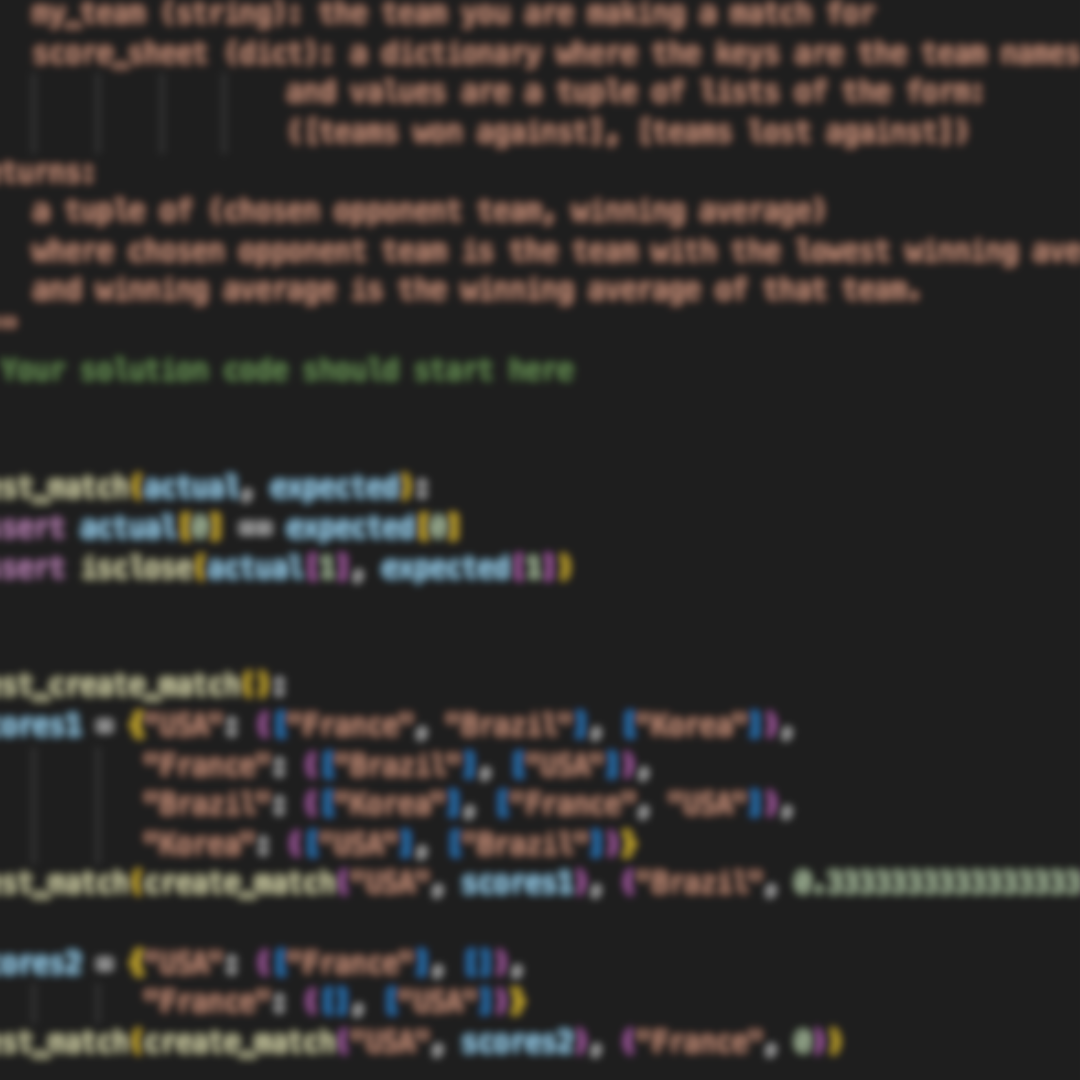 my_team (string): the team you are making a match for
score_sheet (dict): a dictionary where the keys are the team names
and values are a tuple of lists of the form:
([teams won against], [teams lost against])
turns:
a tuple of (chosen opponent team, winning average)
where chosen opponent team is the team with the lowest winning ave
and winning average is the winning average of that team.
""
Your solution code should start here
st_match(actual, expected):
sert actual[0] == expected[0]
sert isclose(actual[1], expected[1])
st_create_match():
cores1 = {"USA": (["France", "Brazil"], ["Korea"]),
"France": (["Brazil"], ["USA"]),
"Brazil": (["Korea"], ["France", "USA"]),
"Korea": (["USA"], ["Brazil"])}
st_match(create_match("USA", scores1), ("Brazil", 0.3333333333333333
cores2 = {"USA": (["France"], []),
"France": ([], ["USA"])}
st_match(create_match("USA", scores2), ("France", 0))